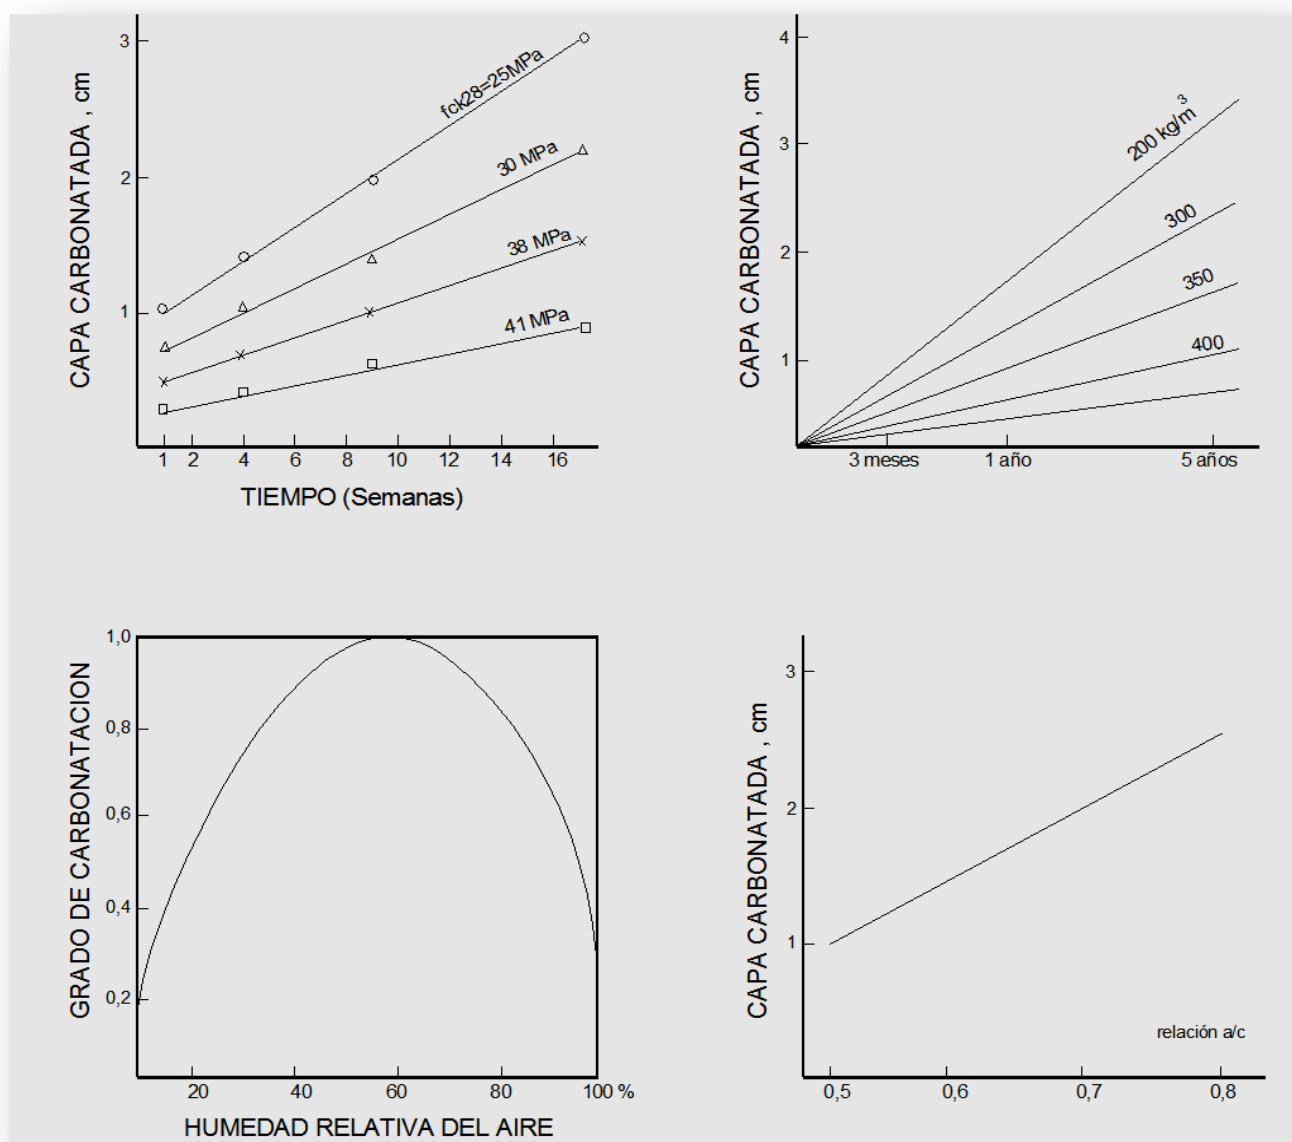 3
2
1
CAPA CARBONATADA , cm
fck28=25MPa
30 MPa
38 MPa
41 MPa
1 2 4 6 8 10 12 14 16
TIEMPO (Semanas)
4
3
2
1
CAPA CARBONATADA , cm
200 kg/m3
300
350
400
3 meses 1 año 5 años
1,0
0,8
0,6
0,4
0,2
GRADO DE CARBONATACION
20 40 60 80 100 %
HUMEDAD RELATIVA DEL AIRE
3
2
1
CAPA CARBONATADA , cm
relación a/c
0,5 0,6 0,7 0,8